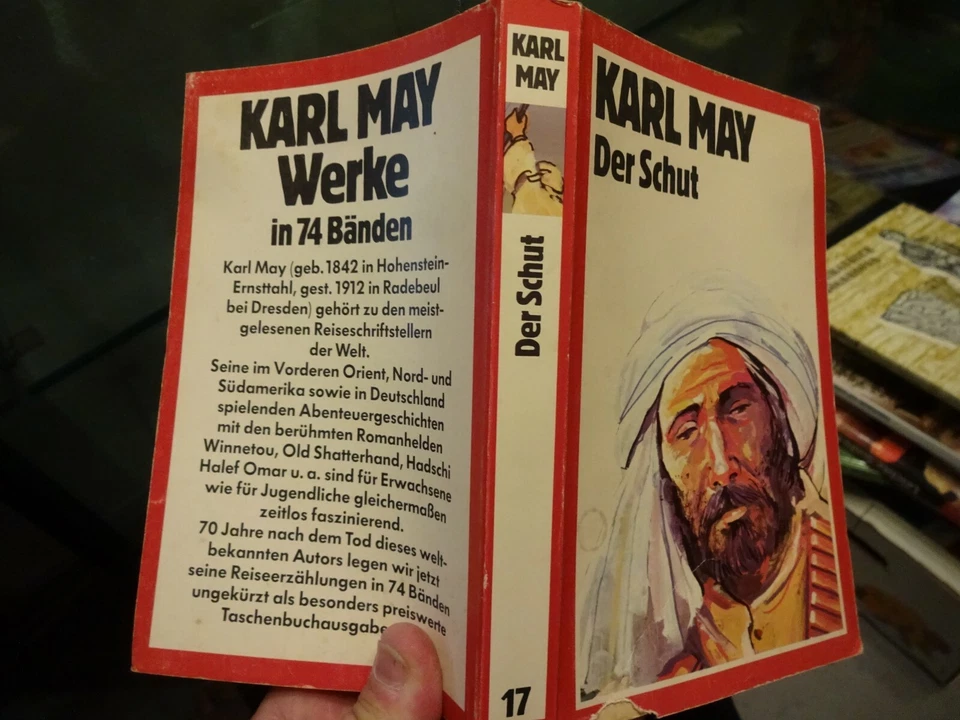 KARL MAY
Werke
in 74 Bänden
Karl May (geb. 1842 in Hohenstein-
Ernsttahl, gest. 1912 in Radebeul
bei Dresden) gehört zu den meist-
gelesenen Reiseschriftstellern
der Welt.
Seine im Vorderen Orient, Nord- und
Südamerika sowie in Deutschland
spielenden Abenteuergeschichten
mit den berühmten Romanhelden
Winnetou, Old Shatterhand, Hadschi
Halef Omar u. a. sind für Erwachsene
wie für Jugendliche gleichermaßen
zeitlos faszinierend.
70 Jahre nach dem Tod dieses welt-
bekannten Autors legen wir jetzt
seine Reiseerzählungen in 74 Bänden
ungekürzt als besonders preiswerte
Taschenbuchausgabe
KARL
MAY
Der Schut
17
KARL MAY
Der Schut